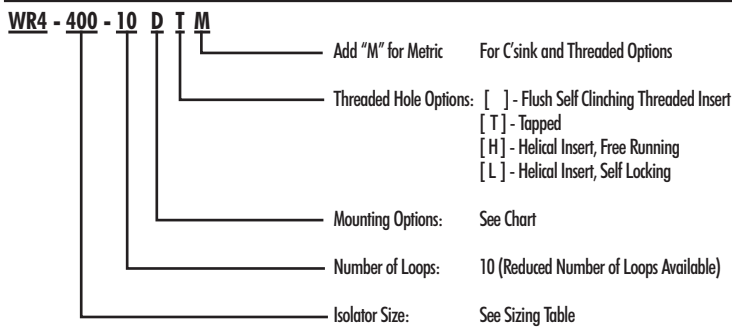 WR4 - 400 - 10 D T M
Add “M” for Metric For C’sink and Threaded Options
Threaded Hole Options: [ ] - Flush Self Clinching Threaded Insert
[ T ] - Tapped
[ H ] - Helical Insert, Free Running
[ L ] - Helical Insert, Self Locking
Mounting Options: See Chart
Number of Loops: 10 (Reduced Number of Loops Available)
Isolator Size: See Sizing Table